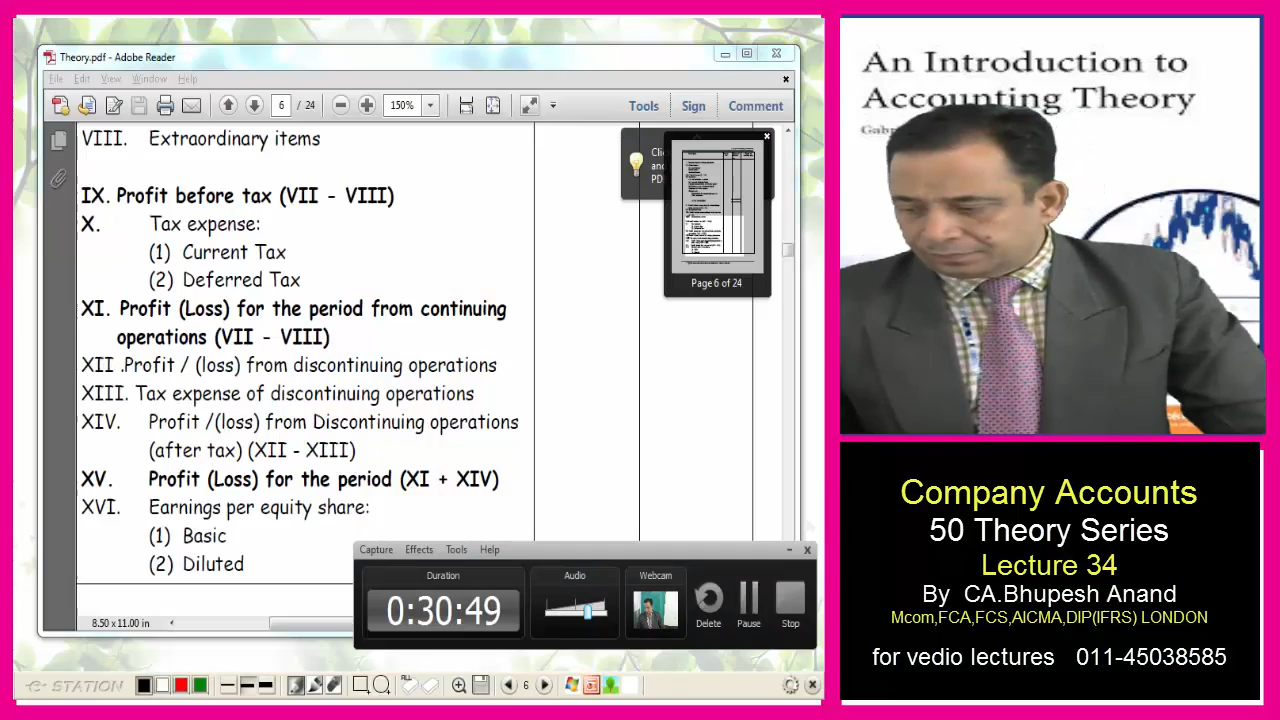 Theory.pdf - Adobe Reader
File Edit View Window Help
6 / 24
150%
Tools Sign Comment
VIII. Extraordinary items
IX. Profit before tax (VII - VIII)
X. Tax expense:
(1) Current Tax
(2) Deferred Tax
XI. Profit (Loss) for the period from continuing
operations (VII - VIII)
XII .Profit / (loss) from discontinuing operations
XIII. Tax expense of discontinuing operations
XIV. Profit /(loss) from Discontinuing operations
(after tax) (XII - XIII)
XV. Profit (Loss) for the period (XI + XIV)
XVI. Earnings per equity share:
(1) Basic
(2) Diluted
8.50 x 11.00 in
Page 6 of 24
Capture Effects Tools Help
Duration
0:30:49
Audio
Webcam
Delete
Pause
Stop
e-STATION
6
An Introduction to
Accounting Theory
Company Accounts
50 Theory Series
Lecture 34
By CA.Bhupesh Anand
Mcom,FCA,FCS,AICMA,DIP(IFRS) LONDON
for vedio lectures 011-45038585